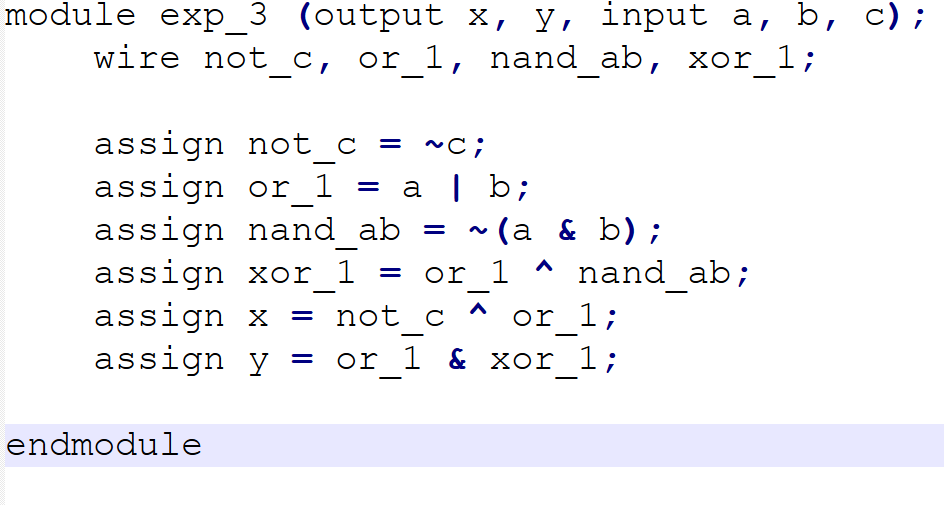 module exp_3 (output x, y, input a, b, c);
    wire not_c, or_1, nand_ab, xor_1;
    assign not_c = ~c;
    assign or_1 = a | b;
    assign nand_ab = ~(a & b);
    assign xor_1 = or_1 ^ nand_ab;
    assign x = not_c ^ or_1;
    assign y = or_1 & xor_1;
endmodule